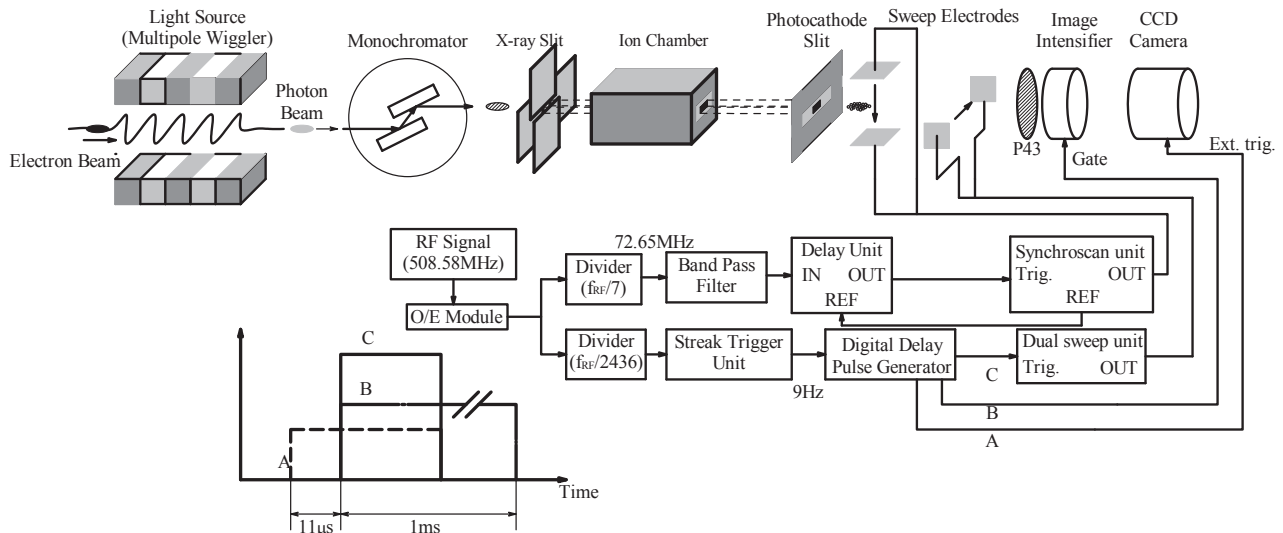 Light Source
(Multipole Wiggler)
Monochromator
X-ray Slit
Ion Chamber
Photocathode
Slit
Sweep Electrodes
Image
Intensifier
CCD
Camera
Photon
Beam
Electron Beam
P43
Gate
Ext. trig.
RF Signal
(508.58MHz)
O/E Module
Divider
(fRF/7)
72.65MHz
Band Pass
Filter
Delay Unit
IN OUT
REF
Synchroscan unit
Trig. OUT
REF
Divider
(fRF/2436)
Streak Trigger
Unit
9Hz
Digital Delay
Pulse Generator
C
Dual sweep unit
Trig. OUT
B
A
C
B
A
Time
11us
1ms